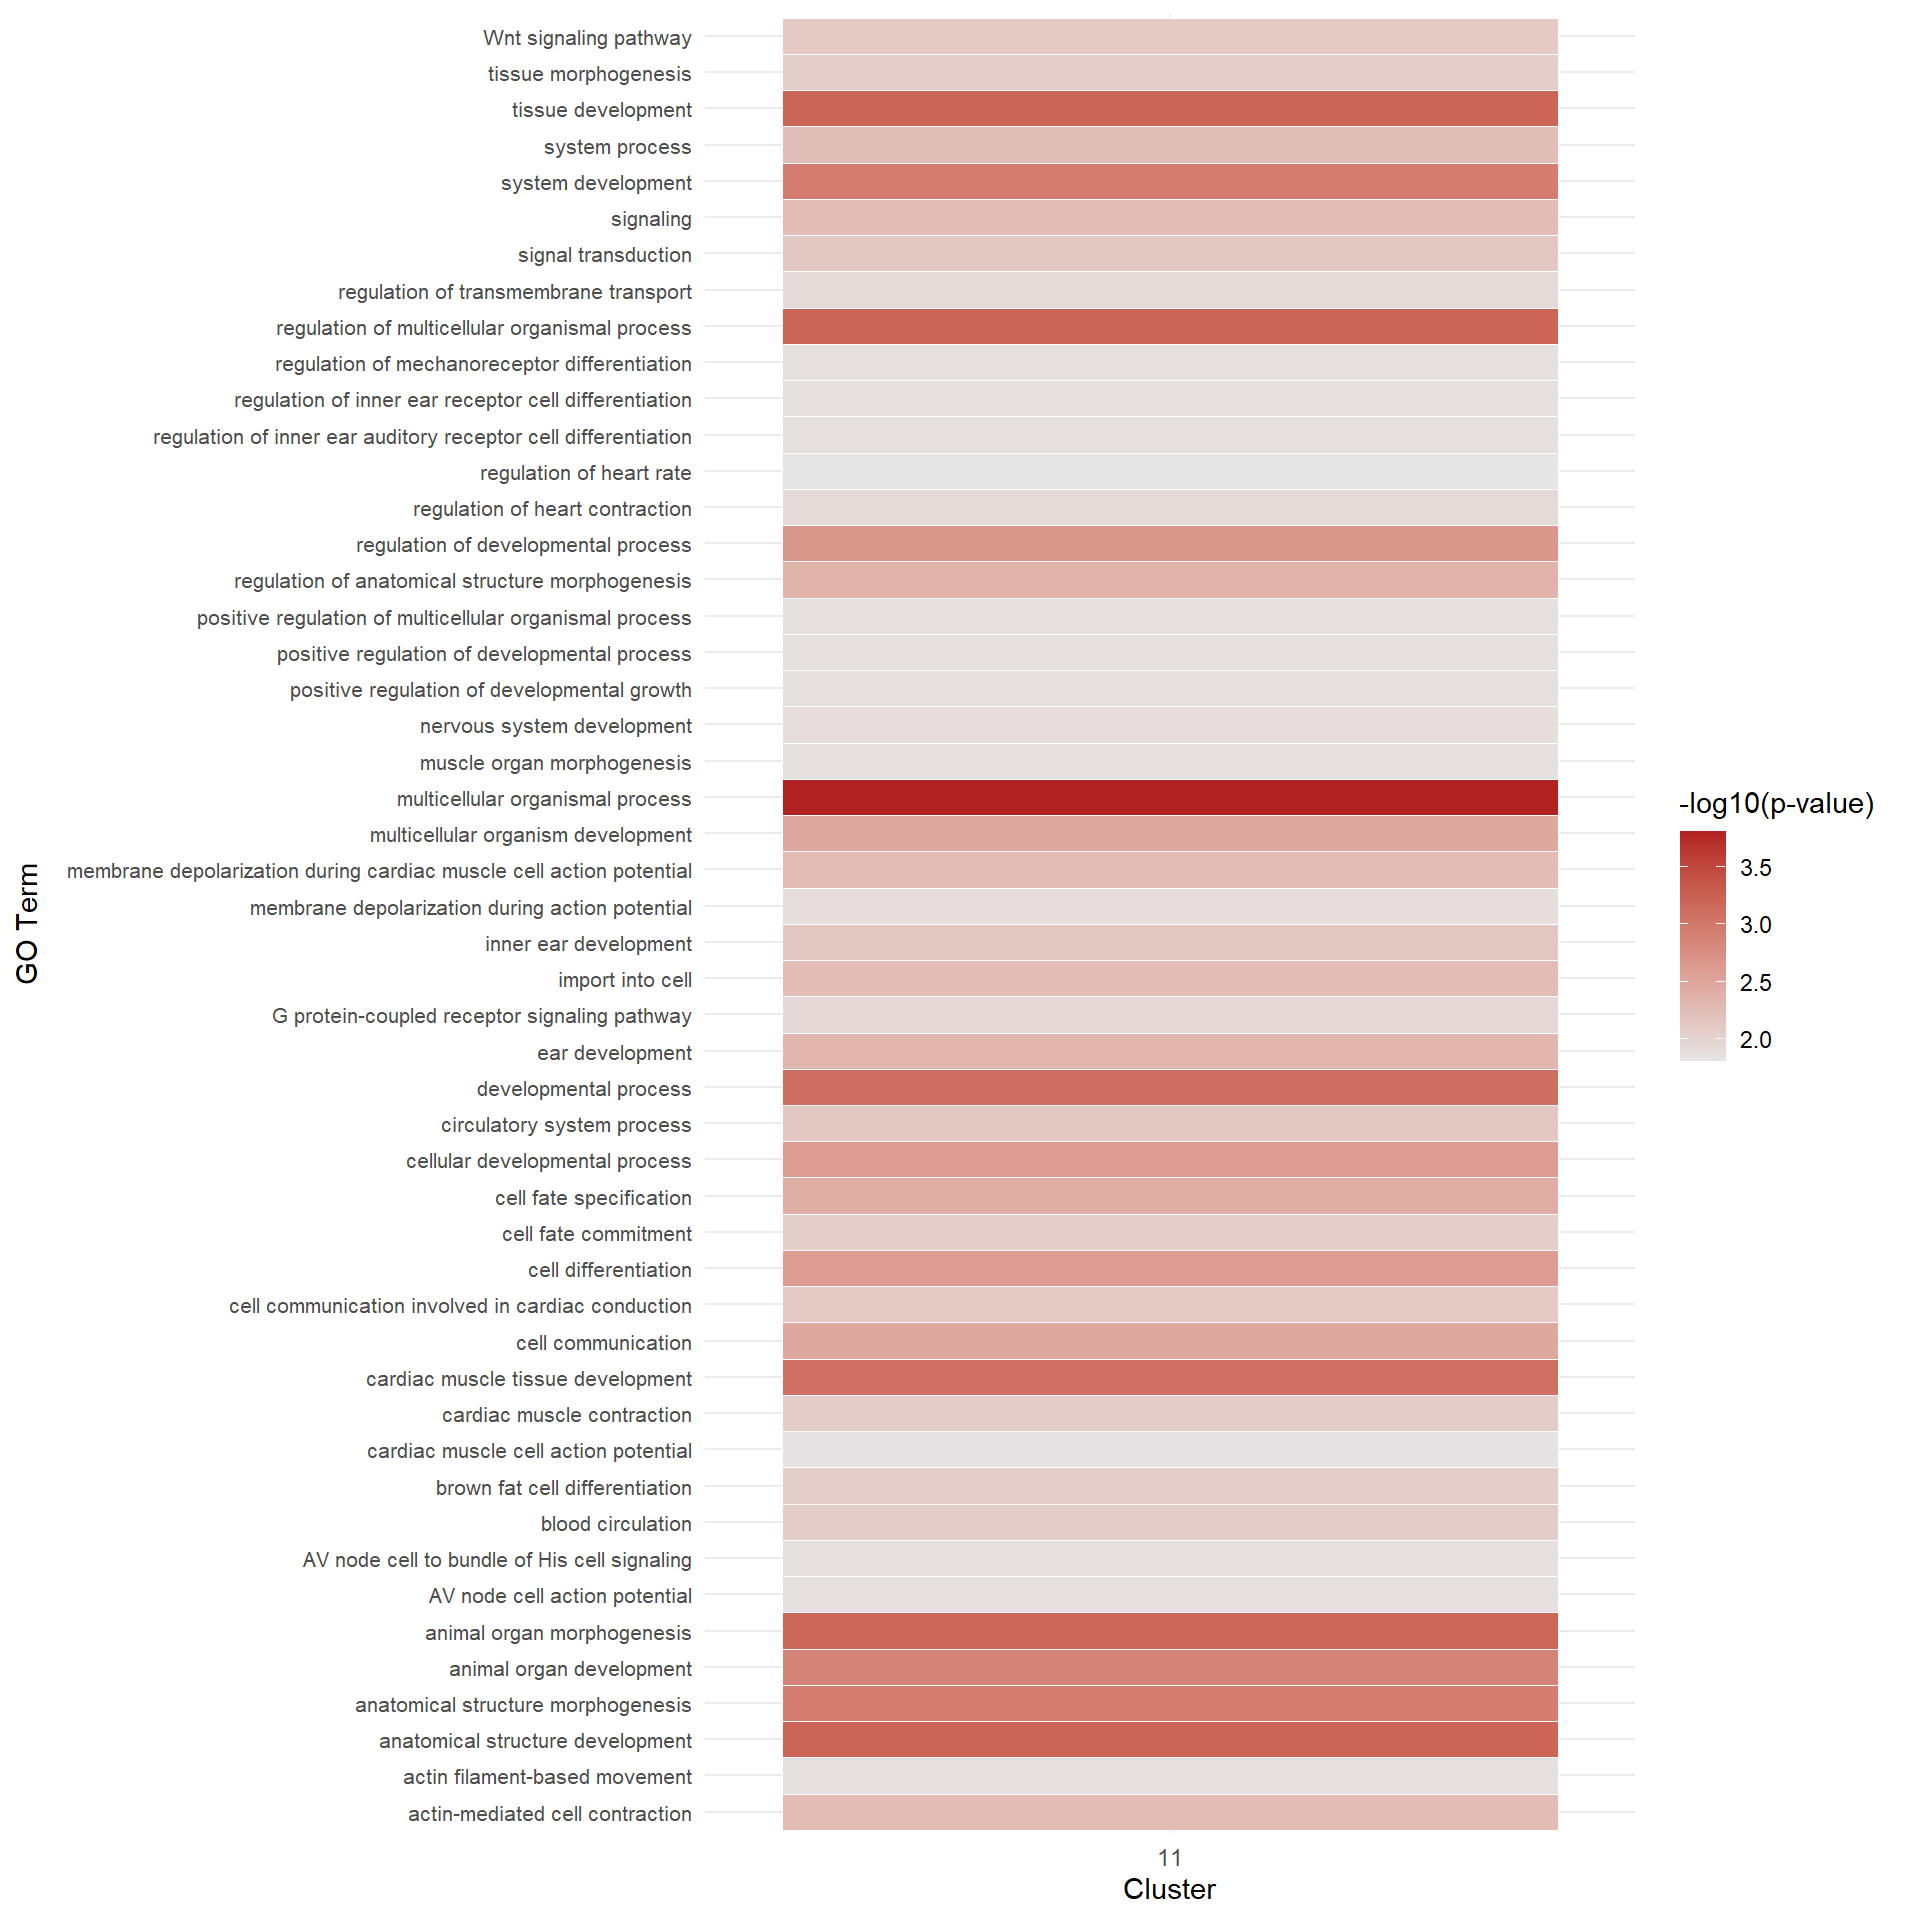 Wnt signaling pathway
tissue morphogenesis
tissue development
system process
system development
signaling
signal transduction
regulation of transmembrane transport
regulation of multicellular organismal process
regulation of mechanoreceptor differentiation
regulation of inner ear receptor cell differentiation
regulation of inner ear auditory receptor cell differentiation
regulation of heart rate
regulation of heart contraction
regulation of developmental process
regulation of anatomical structure morphogenesis
positive regulation of multicellular organismal process
positive regulation of developmental process
positive regulation of developmental growth
nervous system development
muscle organ morphogenesis
multicellular organismal process
multicellular organism development
membrane depolarization during cardiac muscle cell action potential
membrane depolarization during action potential
inner ear development
import into cell
G protein-coupled receptor signaling pathway
ear development
developmental process
circulatory system process
cellular developmental process
cell fate specification
cell fate commitment
cell differentiation
cell communication involved in cardiac conduction
cell communication
cardiac muscle tissue development
cardiac muscle contraction
cardiac muscle cell action potential
brown fat cell differentiation
blood circulation
AV node cell to bundle of His cell signaling
AV node cell action potential
animal organ morphogenesis
animal organ development
anatomical structure morphogenesis
anatomical structure development
actin filament-based movement
actin-mediated cell contraction
GO Term
11
Cluster
-log10(p-value)
3.5
3.0
2.5
2.0